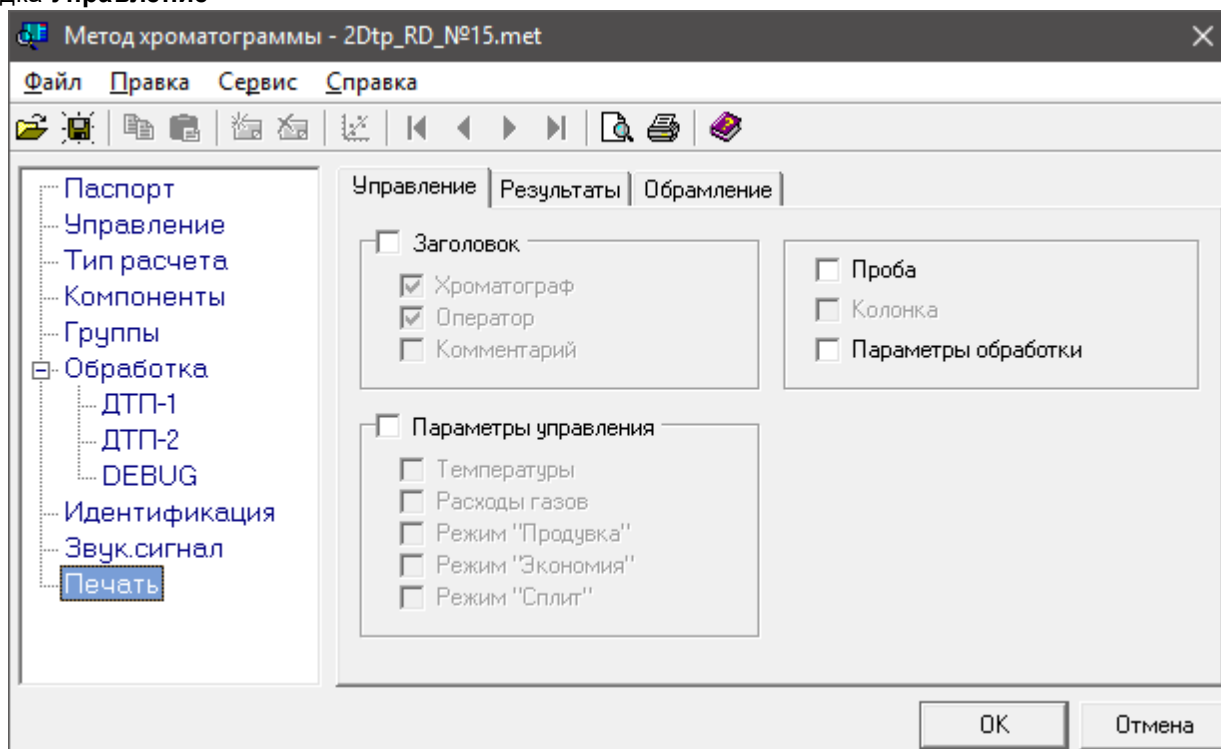 дка Управление
Метод хроматограммы - 2Dtp_RD_№15.met
Файл Правка Сервис Справка
Паспорт
Управление
Тип расчета
Компоненты
Группы
Обработка
ДТП-1
ДТП-2
DEBUG
Идентификация
Звук.сигнал
Печать
Управление Результаты Обрамление
Заголовок
Хроматограф
Оператор
Комментарий
Проба
Колонка
Параметры обработки
Параметры управления
Температуры
Расходы газов
Режим "Продувка"
Режим "Экономия"
Режим "Сплит"
OK Отмена